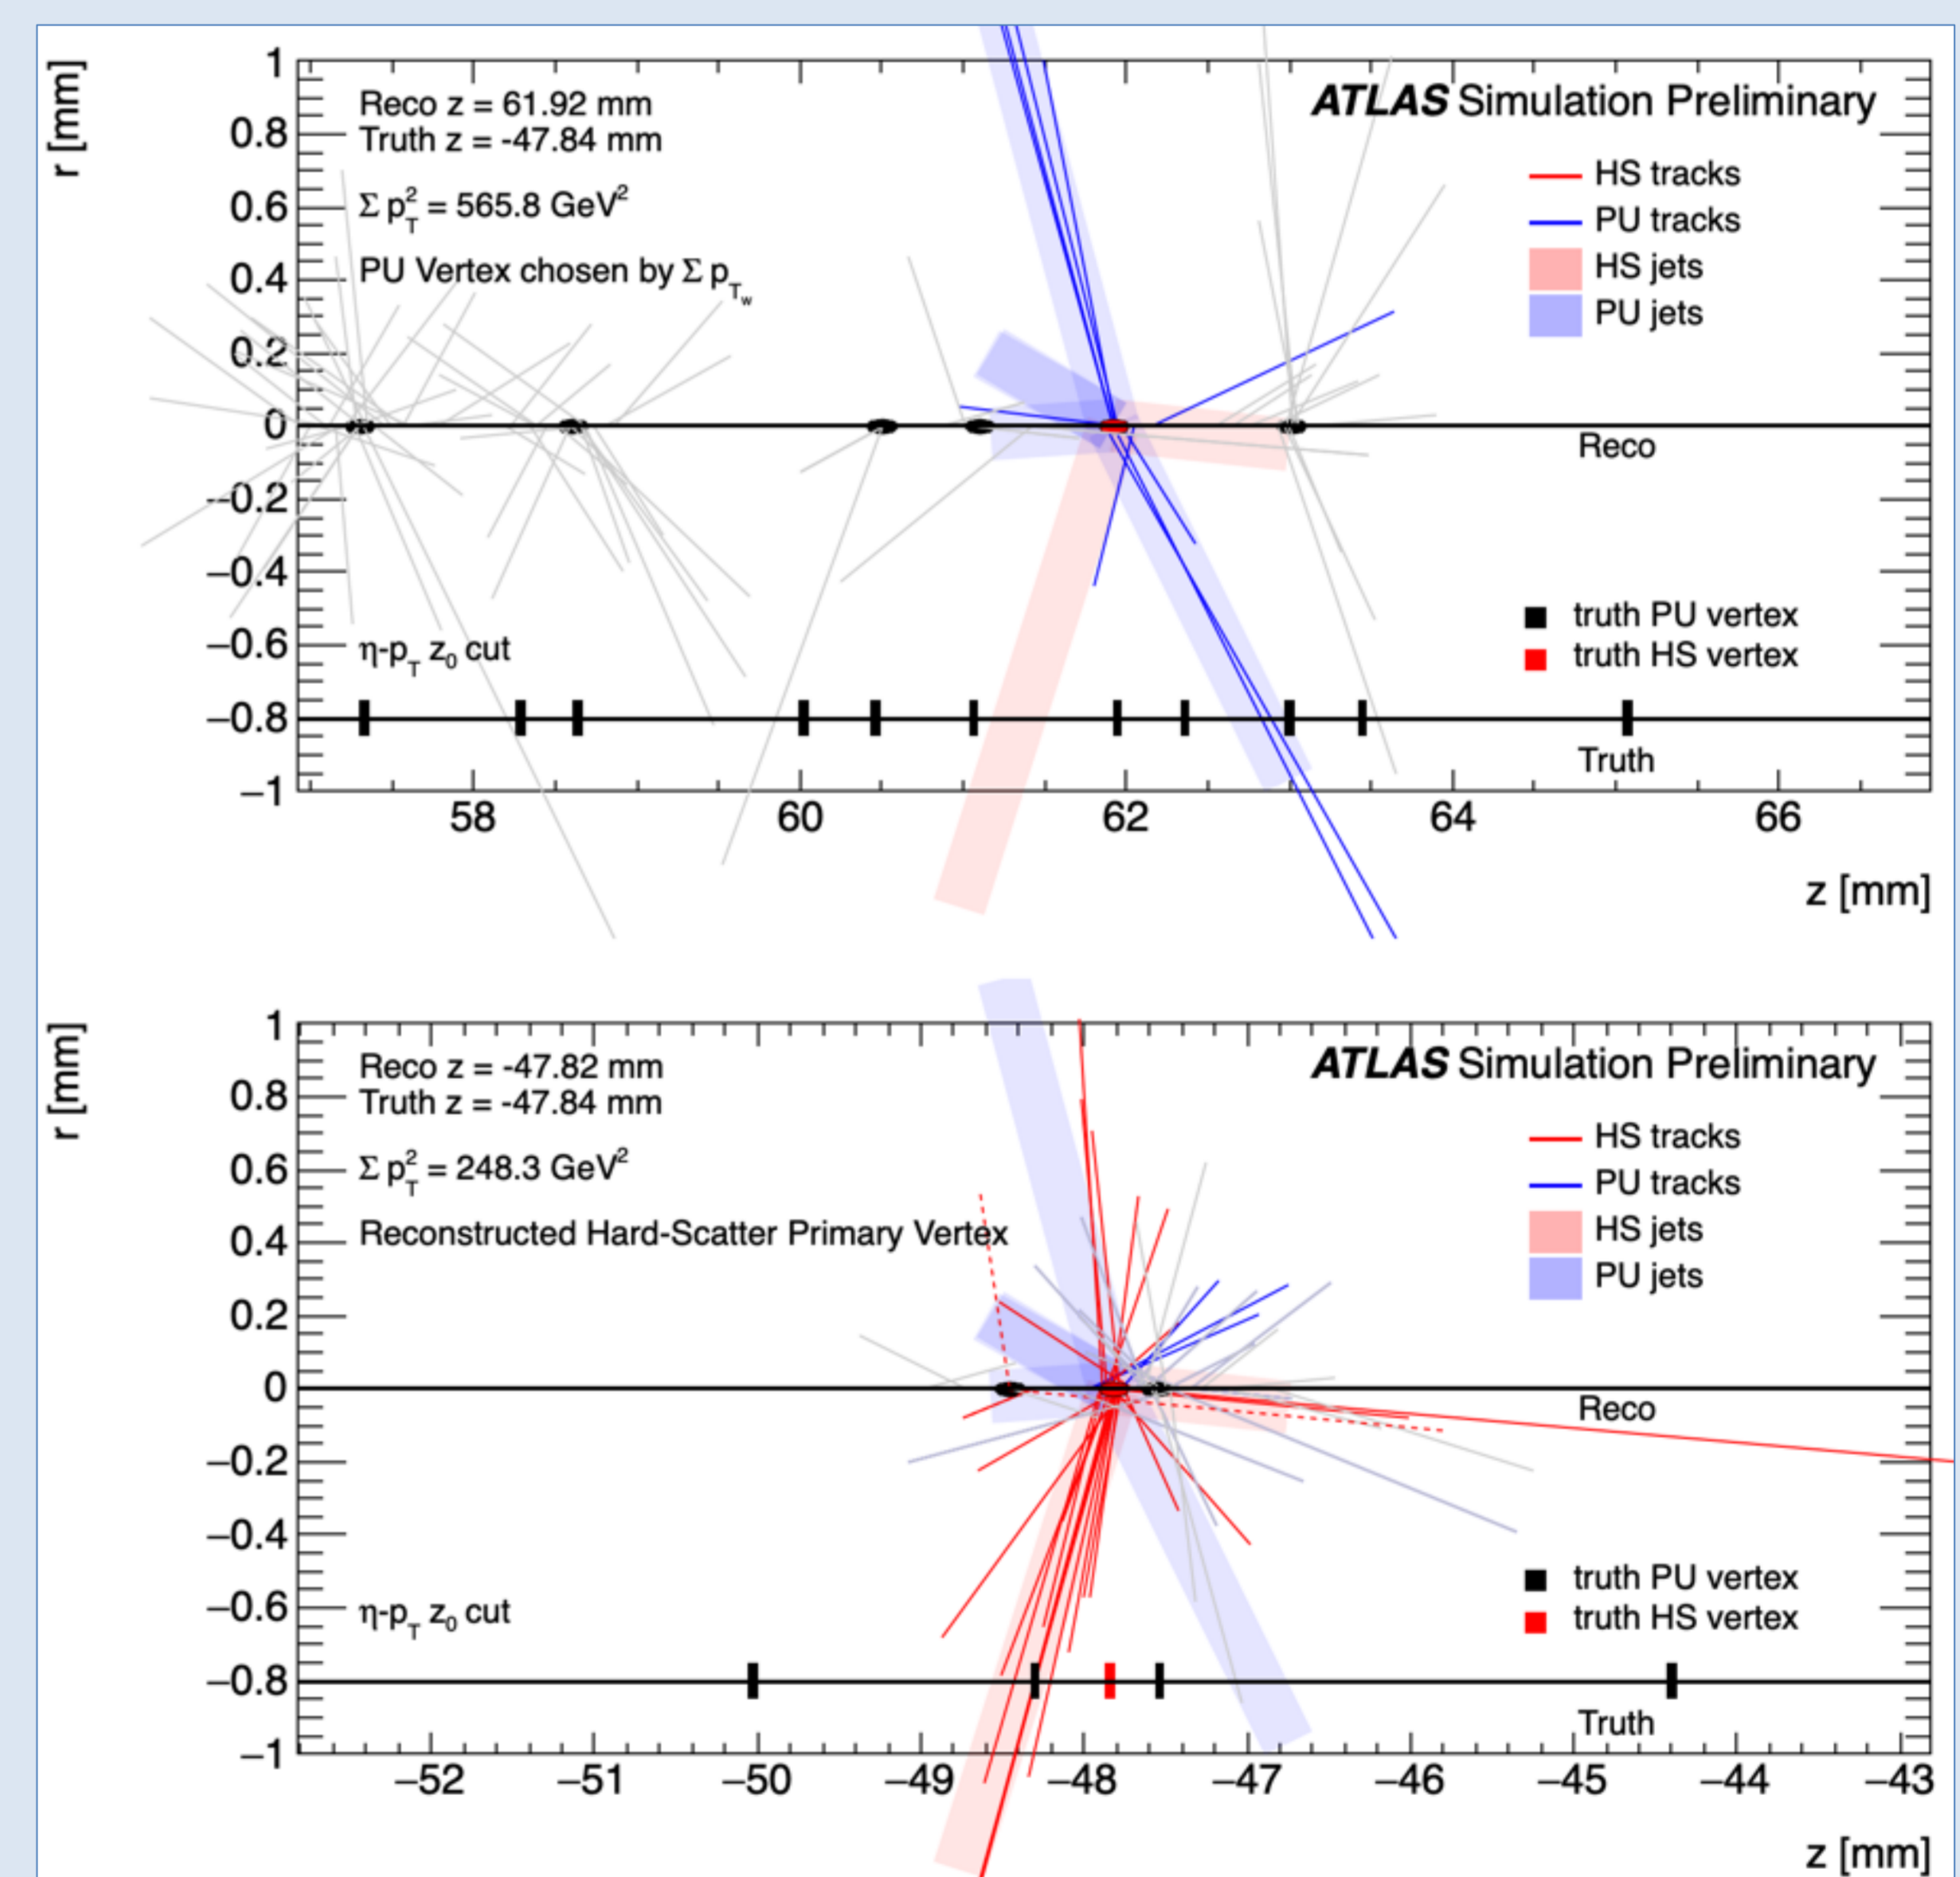 r [mm]
1
0.8
0.6
0.4
0.2
0
−0.2
−0.4
−0.6
−0.8
−1
Reco z = 61.92 mm
Truth z = -47.84 mm
Σ p_T^2 = 565.8 GeV^2
PU Vertex chosen by Σ p_T_w
η-p_T z_0 cut
ATLAS Simulation Preliminary
HS tracks
PU tracks
HS jets
PU jets
Reco
truth PU vertex
truth HS vertex
Truth
58 60 62 64 66
z [mm]
r [mm]
1
0.8
0.6
0.4
0.2
0
−0.2
−0.4
−0.6
−0.8
−1
Reco z = -47.82 mm
Truth z = -47.84 mm
Σ p_T^2 = 248.3 GeV^2
Reconstructed Hard-Scatter Primary Vertex
η-p_T z_0 cut
ATLAS Simulation Preliminary
HS tracks
PU tracks
HS jets
PU jets
Reco
truth PU vertex
truth HS vertex
Truth
−52 −51 −50 −49 −48 −47 −46 −45 −44 −43
z [mm]